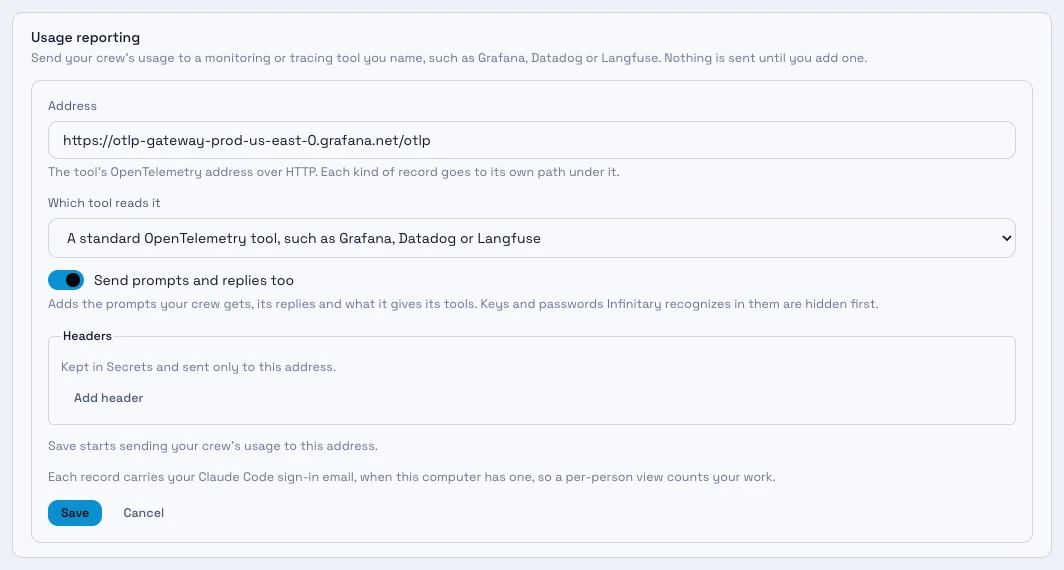 Usage reporting
Send your crew's usage to a monitoring or tracing tool you name, such as Grafana, Datadog or Langfuse. Nothing is sent until you add one.
Address
https://otlp-gateway-prod-us-east-0.grafana.net/otlp
The tool's OpenTelemetry address over HTTP. Each kind of record goes to its own path under it.
Which tool reads it
A standard OpenTelemetry tool, such as Grafana, Datadog or Langfuse
Send prompts and replies too
Adds the prompts your crew gets, its replies and what it gives its tools. Keys and passwords Infinitary recognizes in them are hidden first.
Headers
Kept in Secrets and sent only to this address.
Add header
Save starts sending your crew's usage to this address.
Each record carries your Claude Code sign-in email, when this computer has one, so a per-person view counts your work.
Save
Cancel